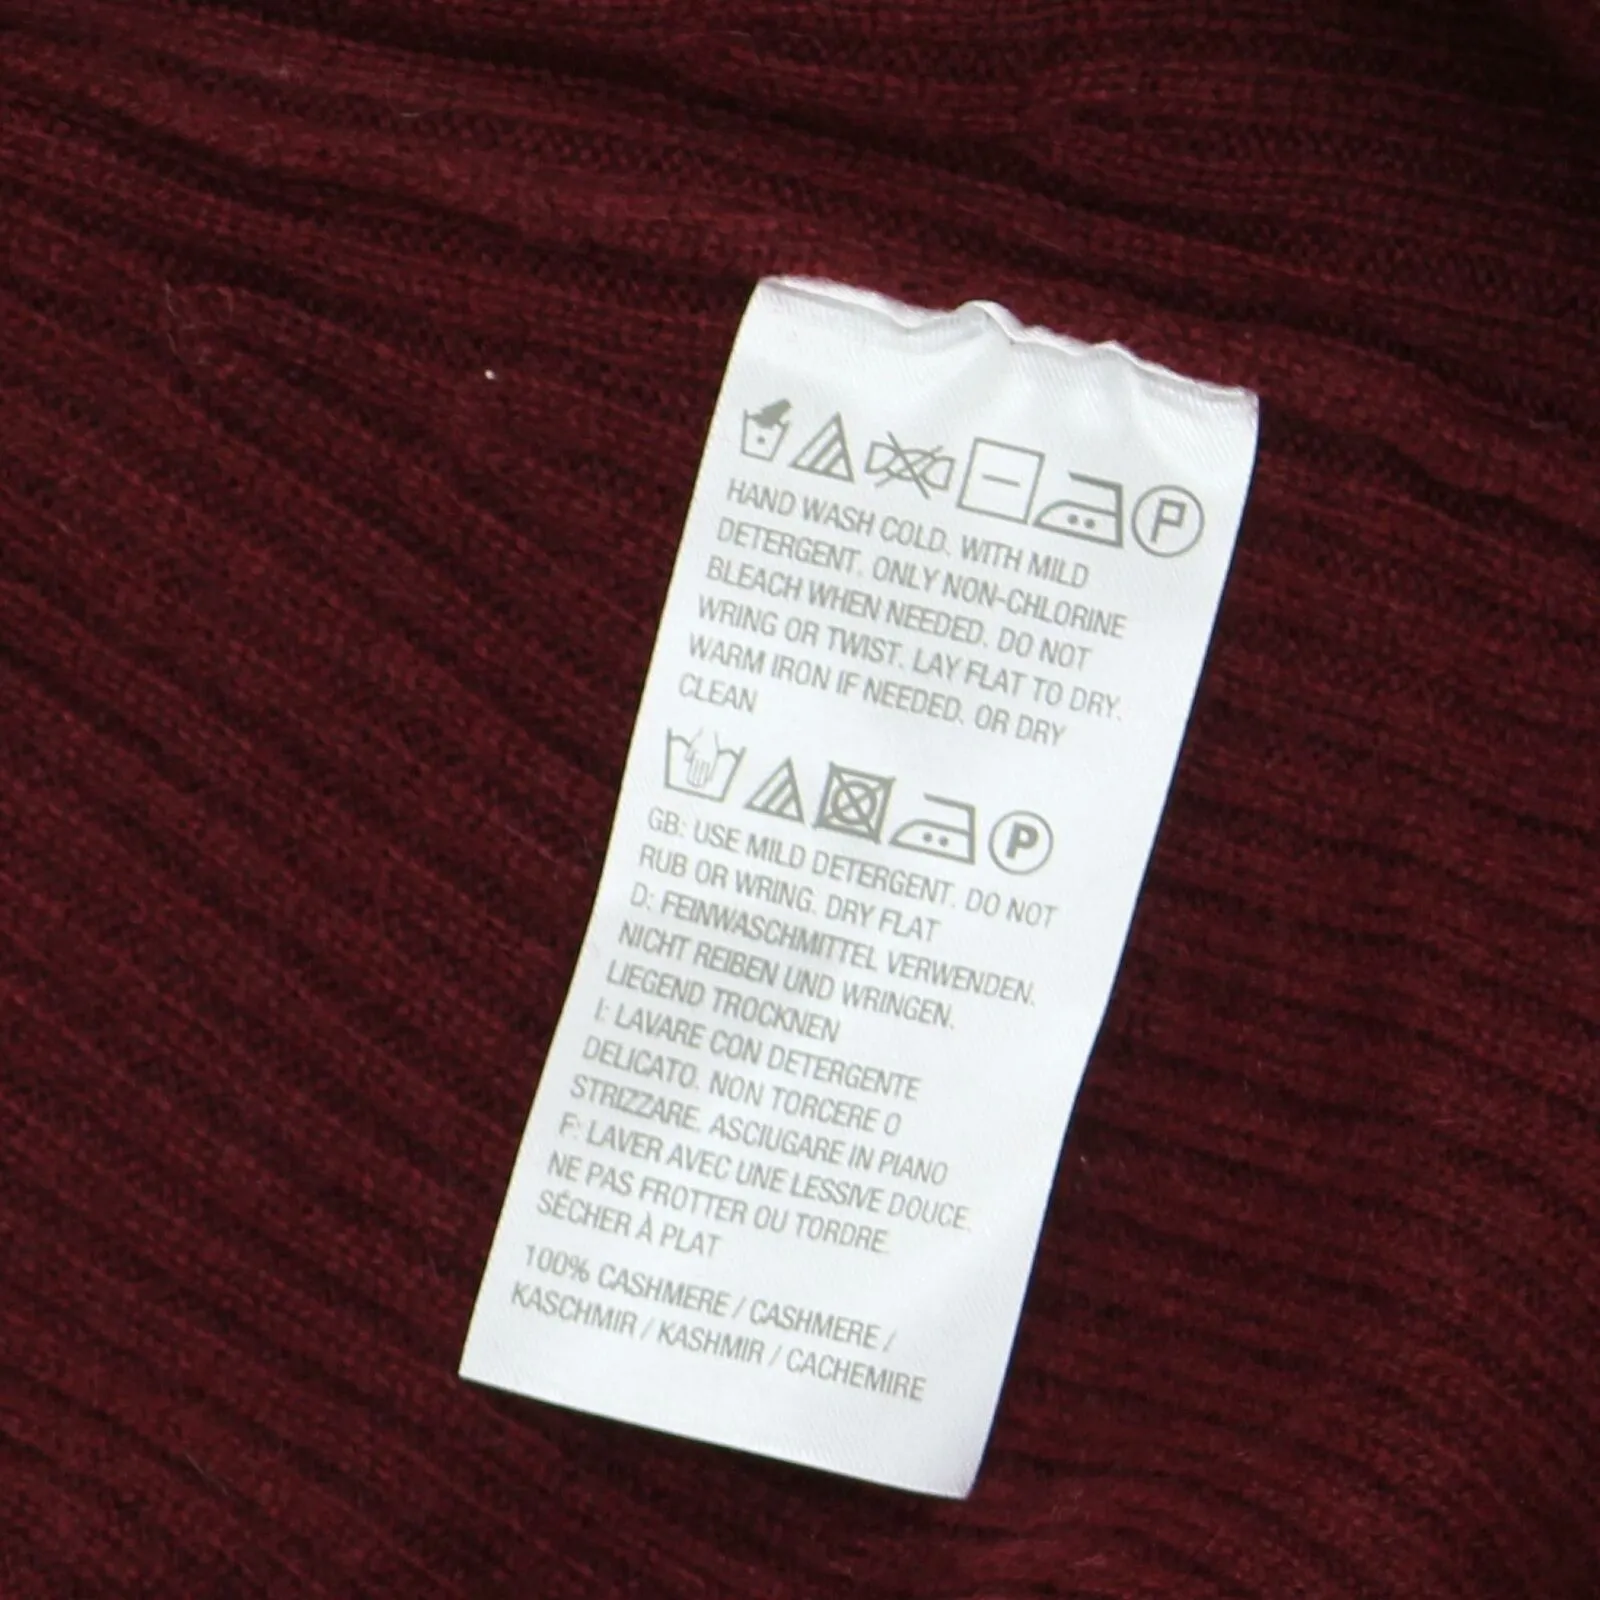 P
HAND WASH COLD. WITH MILD
DETERGENT. ONLY NON-CHLORINE
BLEACH WHEN NEEDED. DO NOT
WRING OR TWIST. LAY FLAT TO DRY.
WARM IRON IF NEEDED. OR DRY
CLEAN
P
GB: USE MILD DETERGENT. DO NOT
RUB OR WRING. DRY FLAT
D: FEINWASCHMITTEL VERWENDEN.
NICHT REIBEN UND WRINGEN.
LIEGEND TROCKNEN
I: LAVARE CON DETERGENTE
DELICATO. NON TORCERE O
STRIZZARE. ASCIUGARE IN PIANO
F: LAVER AVEC UNE LESSIVE DOUCE.
NE PAS FROTTER OU TORDRE.
SÉCHER À PLAT
100% CASHMERE / CASHMERE /
KASCHMIR / KASHMIR / CACHEMIRE